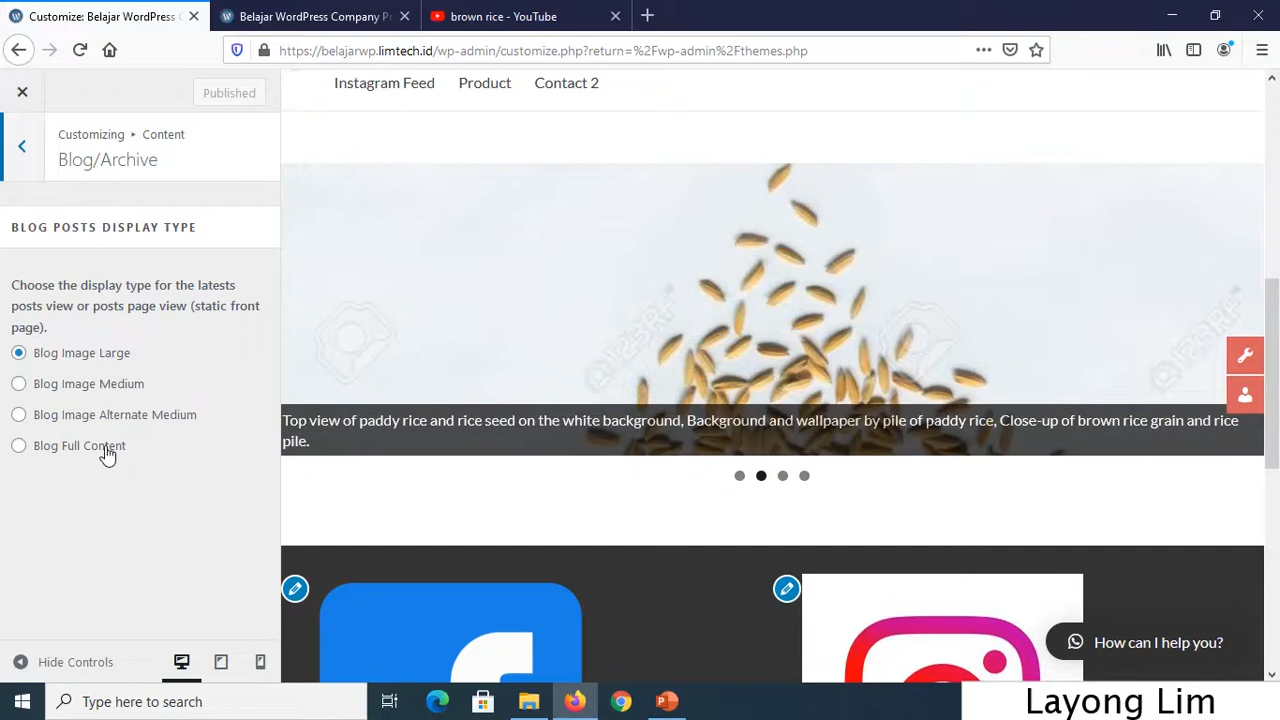 Customize: Belajar WordPress C
Belajar WordPress Company P
brown rice - YouTube
https://belajarwp.limtech.id/wp-admin/customize.php?return=%2Fwp-admin%2Fthemes.php
Published
Instagram Feed
Product
Contact 2
Customizing ▸ Content
Blog/Archive
BLOG POSTS DISPLAY TYPE
Choose the display type for the latests
posts view or posts page view (static front
page).
Blog Image Large
Blog Image Medium
Blog Image Alternate Medium
Blog Full Content
©123RF
©123RF
Top view of paddy rice and rice seed on the white background, Background and wallpaper by pile of paddy rice, Close-up of brown rice grain and rice
pile.
How can I help you?
Hide Controls
Type here to search
Layong Lim